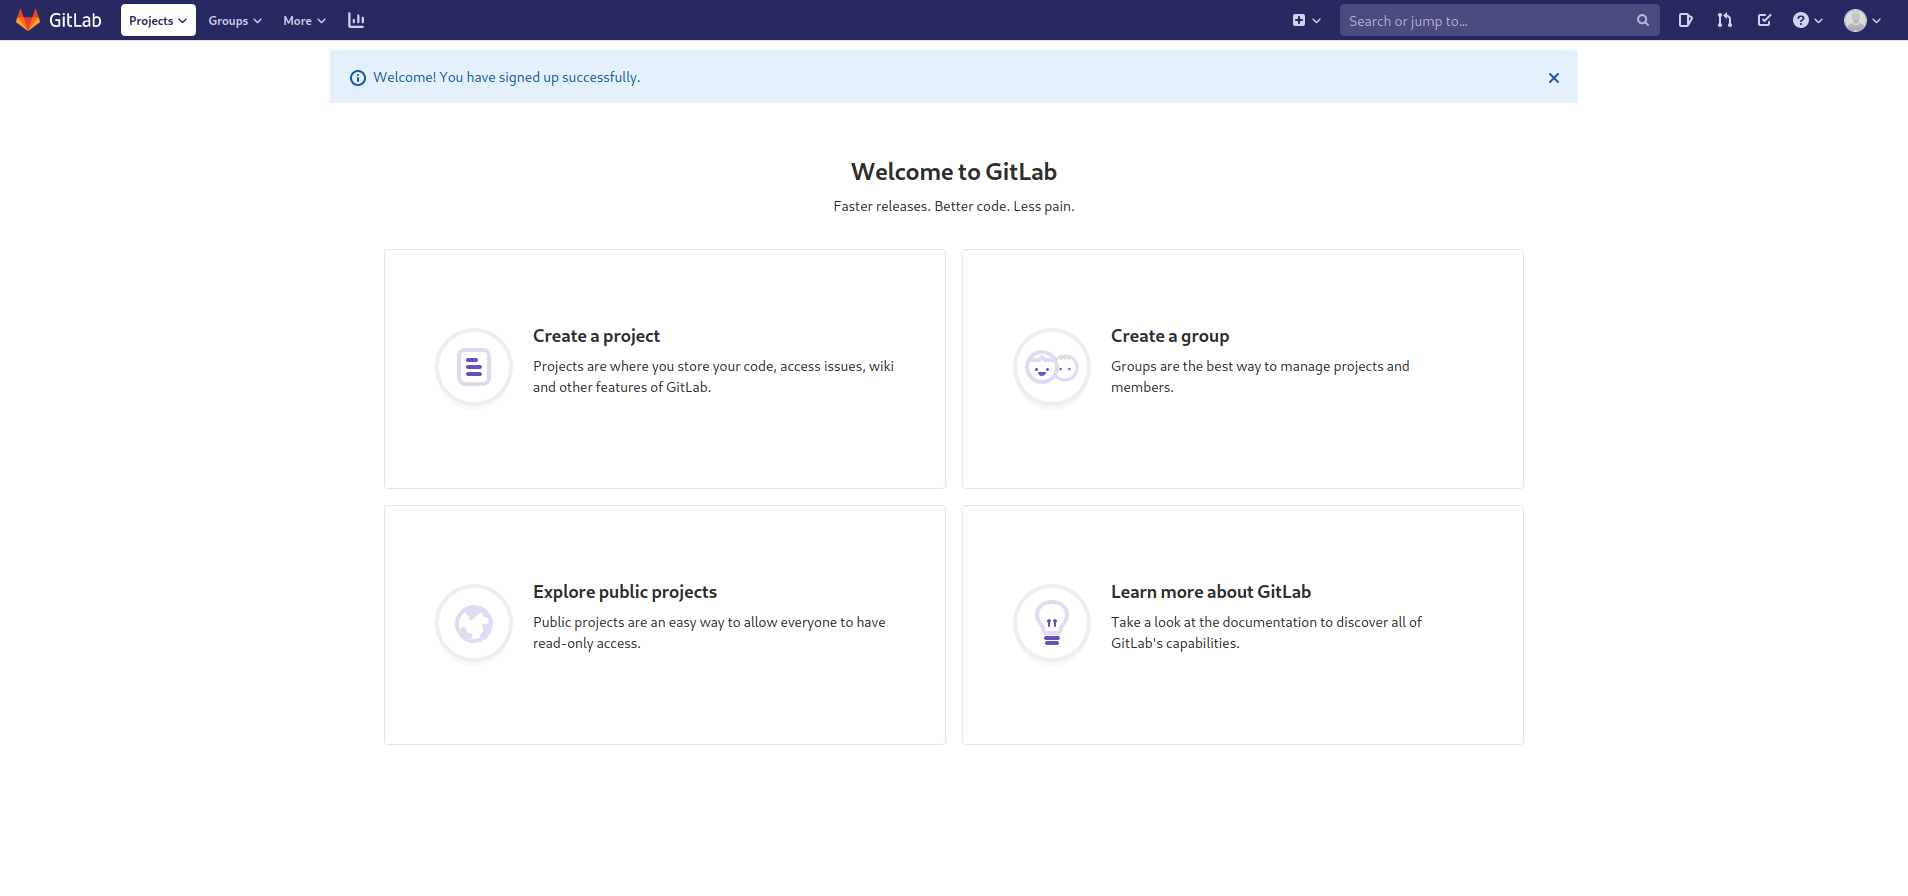 GitLab Projects Groups More Search or jump to...
Welcome! You have signed up successfully.
Welcome to GitLab
Faster releases. Better code. Less pain.
Create a project
Projects are where you store your code, access issues, wiki
and other features of GitLab.
Create a group
Groups are the best way to manage projects and
members.
Explore public projects
Public projects are an easy way to allow everyone to have
read-only access.
Learn more about GitLab
Take a look at the documentation to discover all of
GitLab's capabilities.